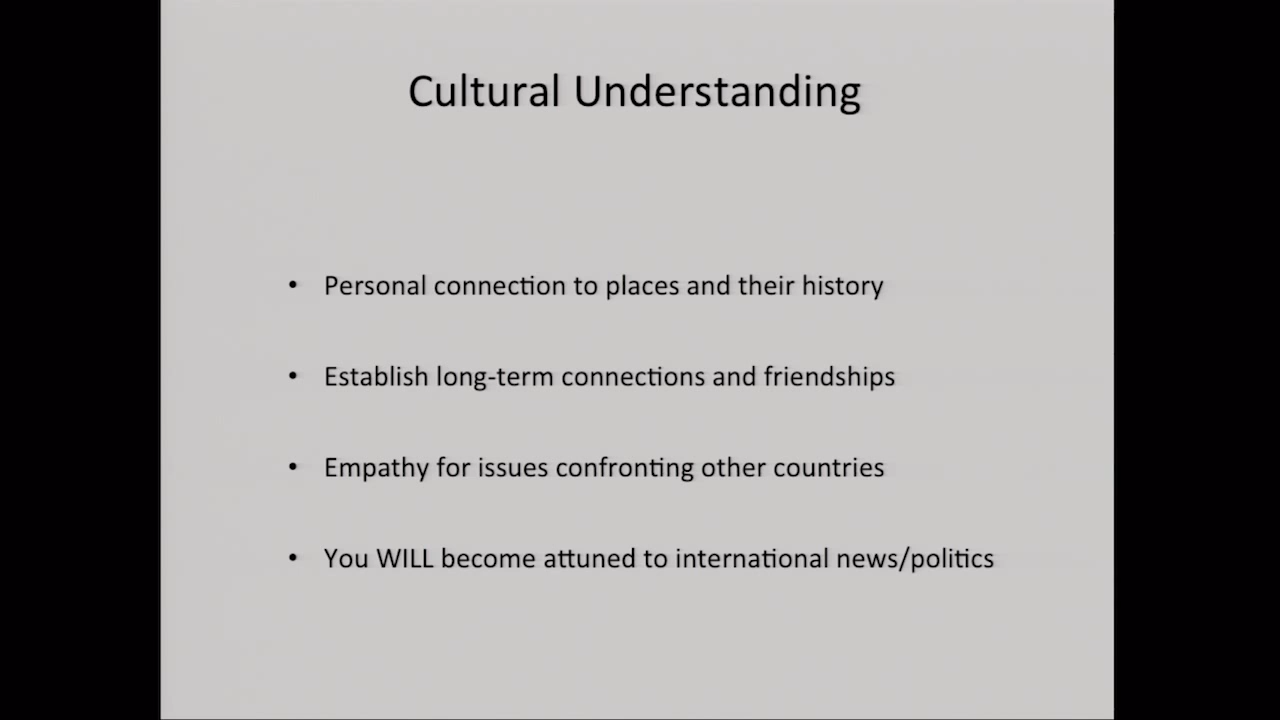 Cultural Understanding
• Personal connection to places and their history
• Establish long-term connections and friendships
• Empathy for issues confronting other countries
• You WILL become attuned to international news/politics